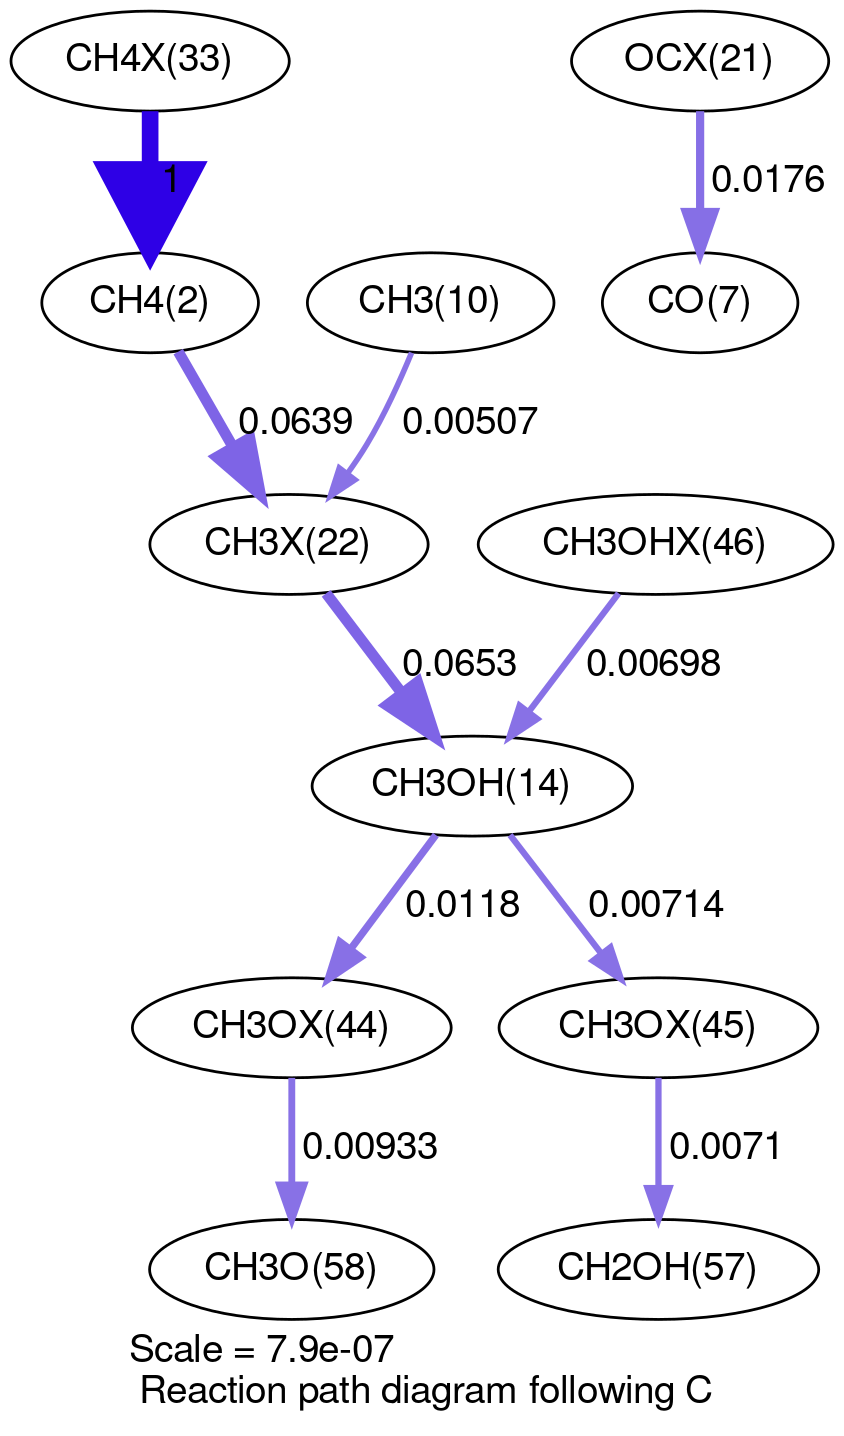 CH4X(33)
OCX(21)
1
0.0176
CH4(2)
CH3(10)
CO(7)
0.0639
0.00507
CH3X(22)
CH3OHX(46)
0.0653
0.00698
CH3OH(14)
0.0118
0.00714
CH3OX(44)
CH3OX(45)
0.00933
0.0071
CH3O(58)
CH2OH(57)
Scale = 7.9e-07
Reaction path diagram following C